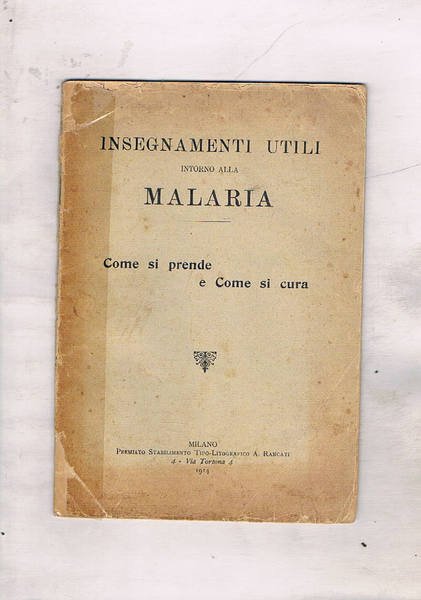 INSEGNAMENTI UTILI
INTORNO ALLA
MALARIA
Come si prende
e Come si cura
MILANO
PREMIATO STABILIMENTO TIPO-LITOGRAFICO A. RANCATI
4 - Via Tortona 4
1914